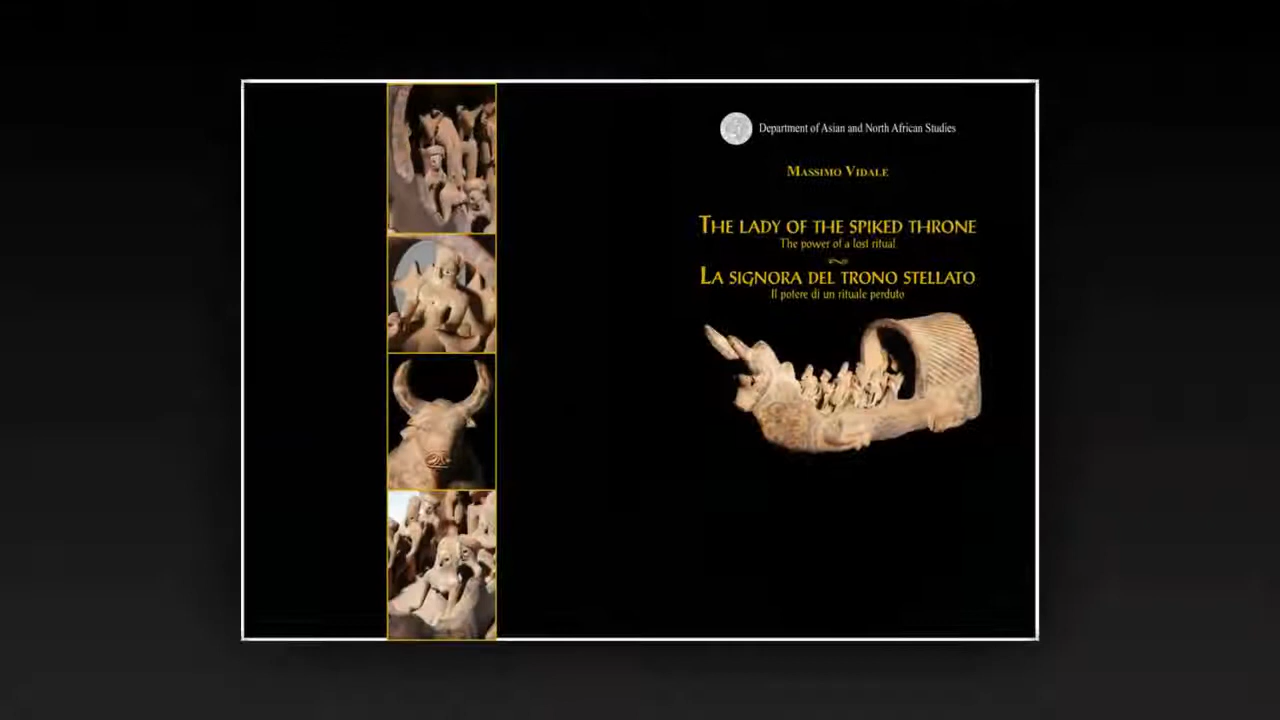 Department of Asian and North African Studies
MASSIMO VIDALE
THE LADY OF THE SPIKED THRONE
The power of a lost ritual
LA SIGNORA DEL TRONO STELLATO
Il potere di un rituale perduto